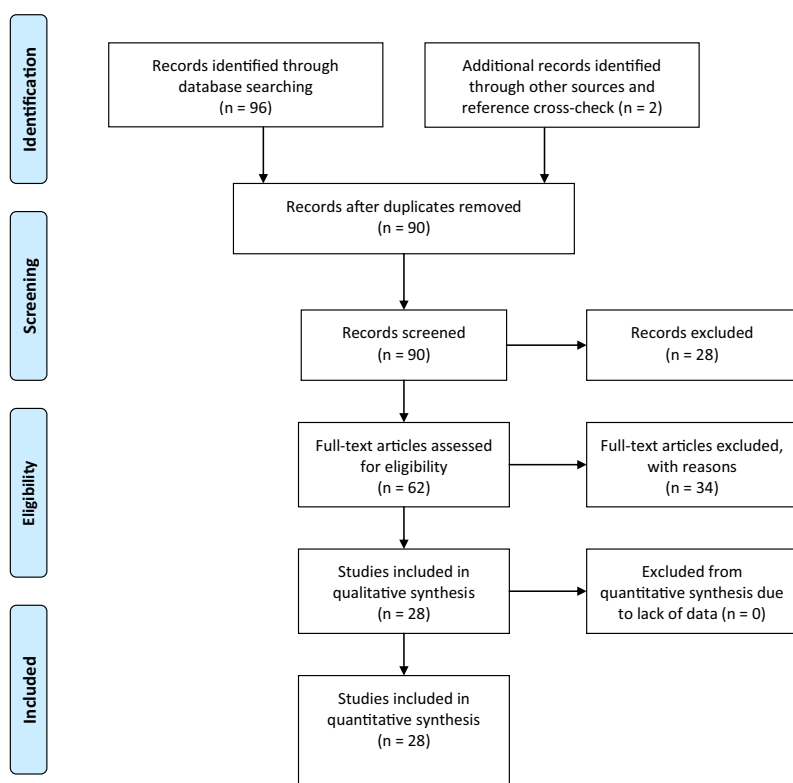 Identification
Records identified through
database searching
(n = 96)
Additional records identified
through other sources and
reference cross-check (n = 2)
Records after duplicates removed
(n = 90)
Screening
Records screened
(n = 90)
Records excluded
(n = 28)
Eligibility
Full-text articles assessed
for eligibility
(n = 62)
Full-text articles excluded,
with reasons
(n = 34)
Studies included in
qualitative synthesis
(n = 28)
Excluded from
quantitative synthesis due
to lack of data (n = 0)
Included
Studies included in
quantitative synthesis
(n = 28)